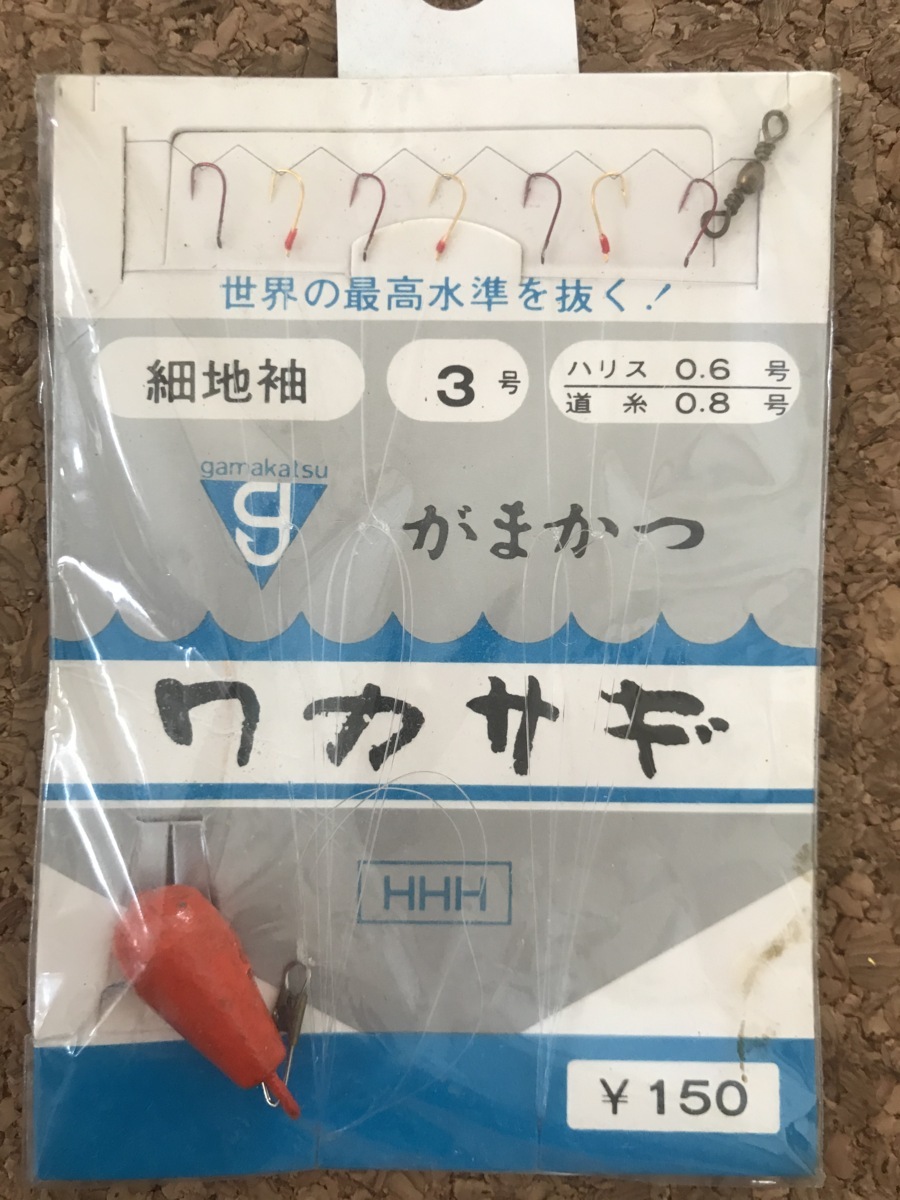 世界の最高水準を抜く!
細地袖
3号
ハリス 0.6 号
道糸 0.8 号
gamakatsu
g
がまかつ
ワカサギ
HHH
¥150